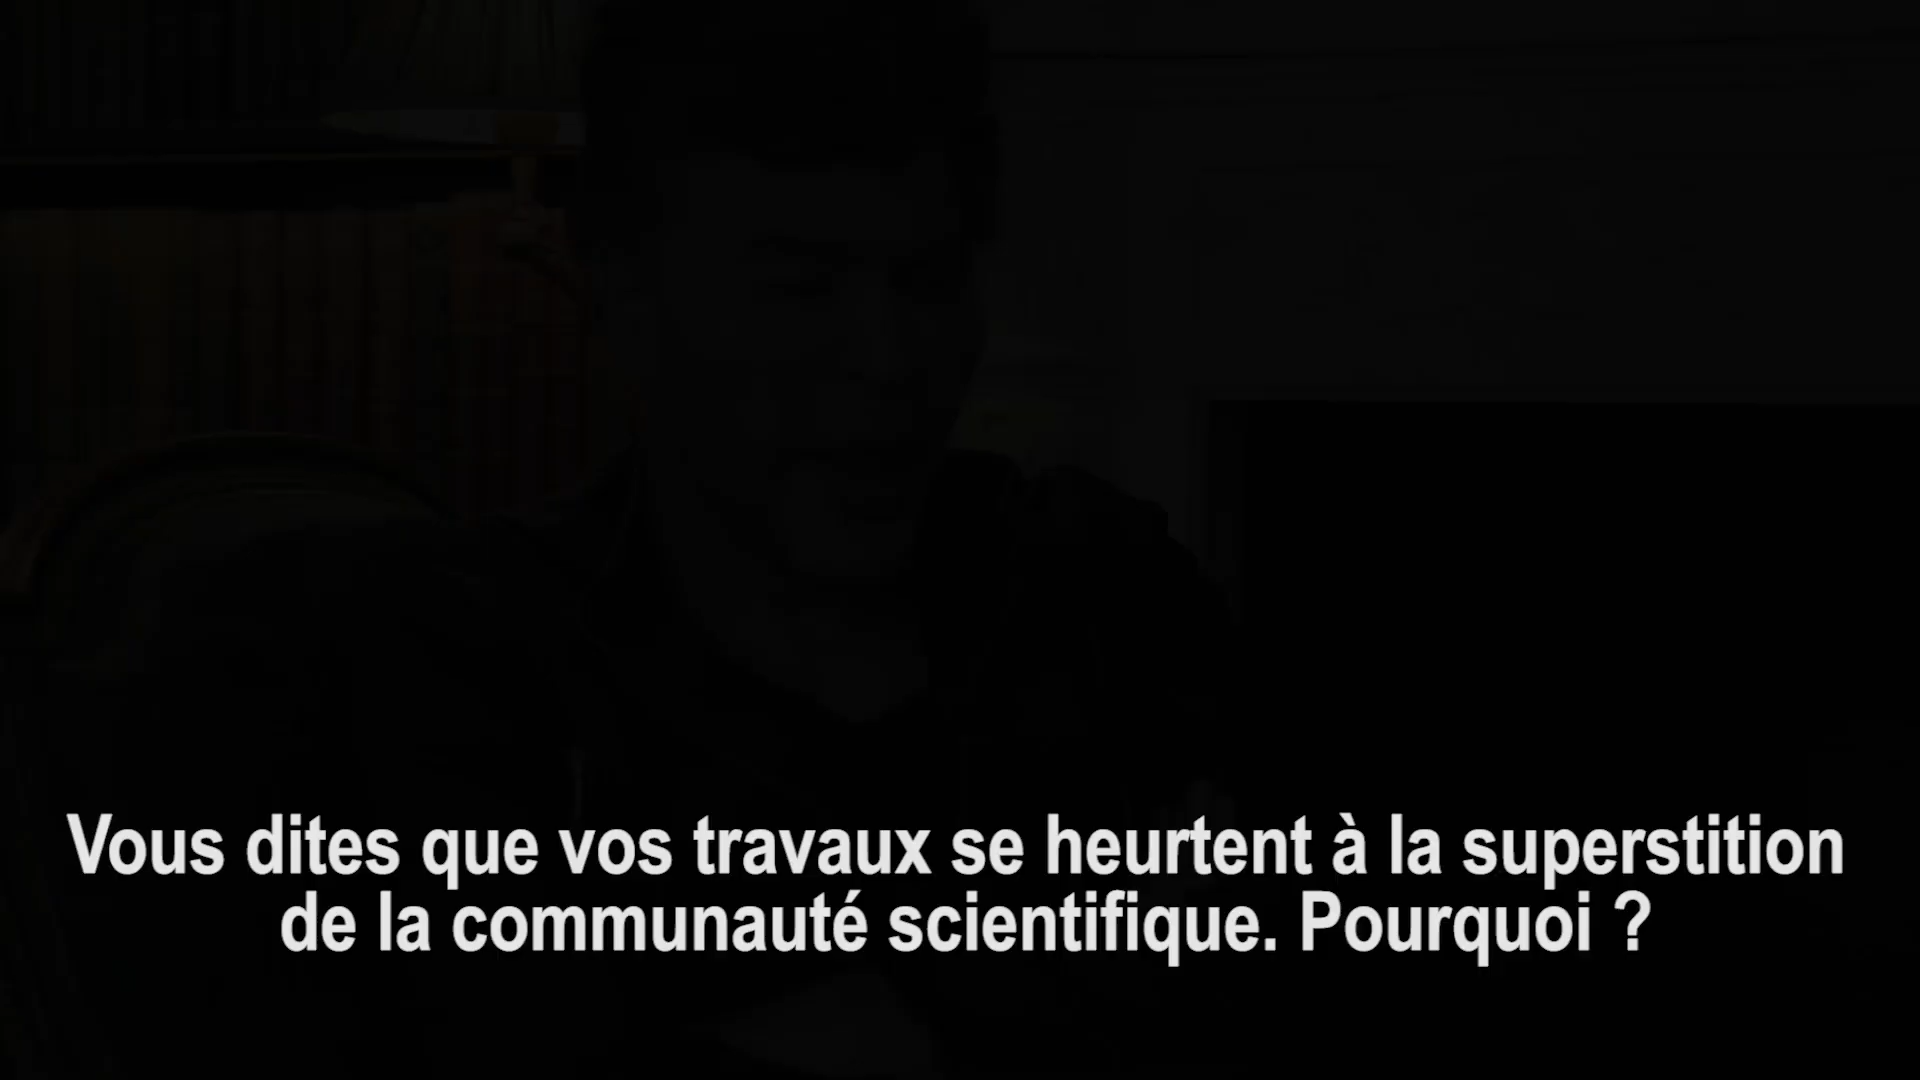 Vous dites que vos travaux se heurtent à la superstition
de la communauté scientifique. Pourquoi ?